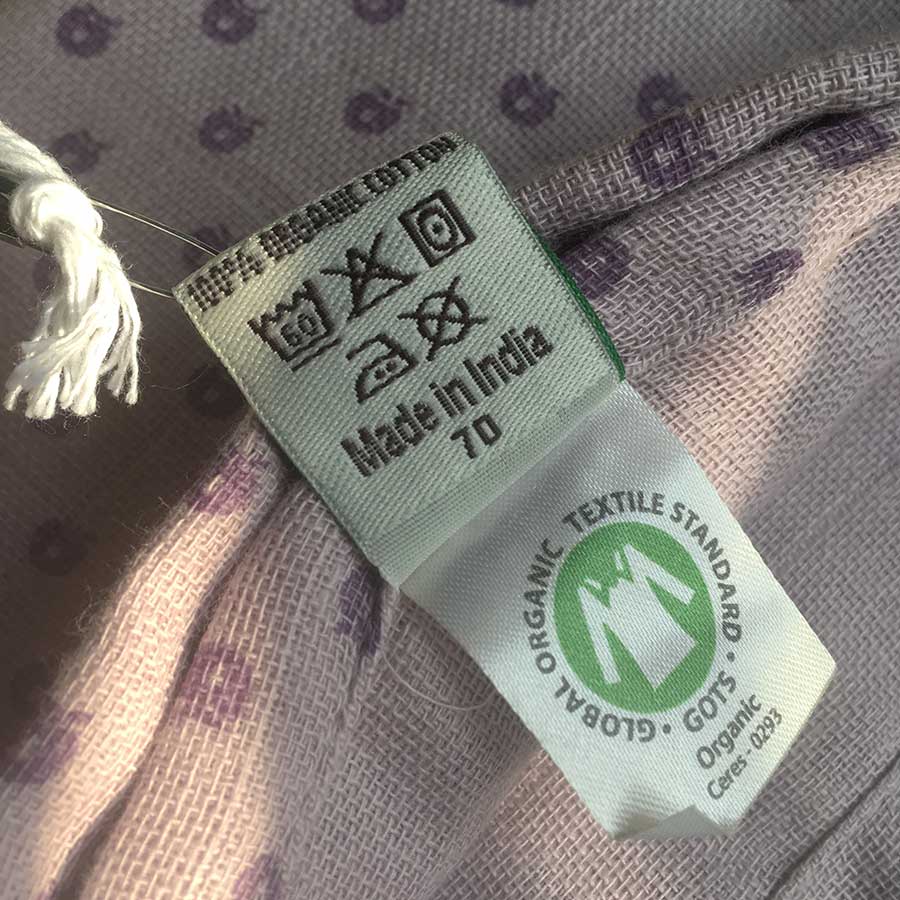 100% ORGANIC COTTON
60
Made in India
70
GLOBAL ORGANIC TEXTILE STANDARD • GOTS •
Organic
Ceres - 0293